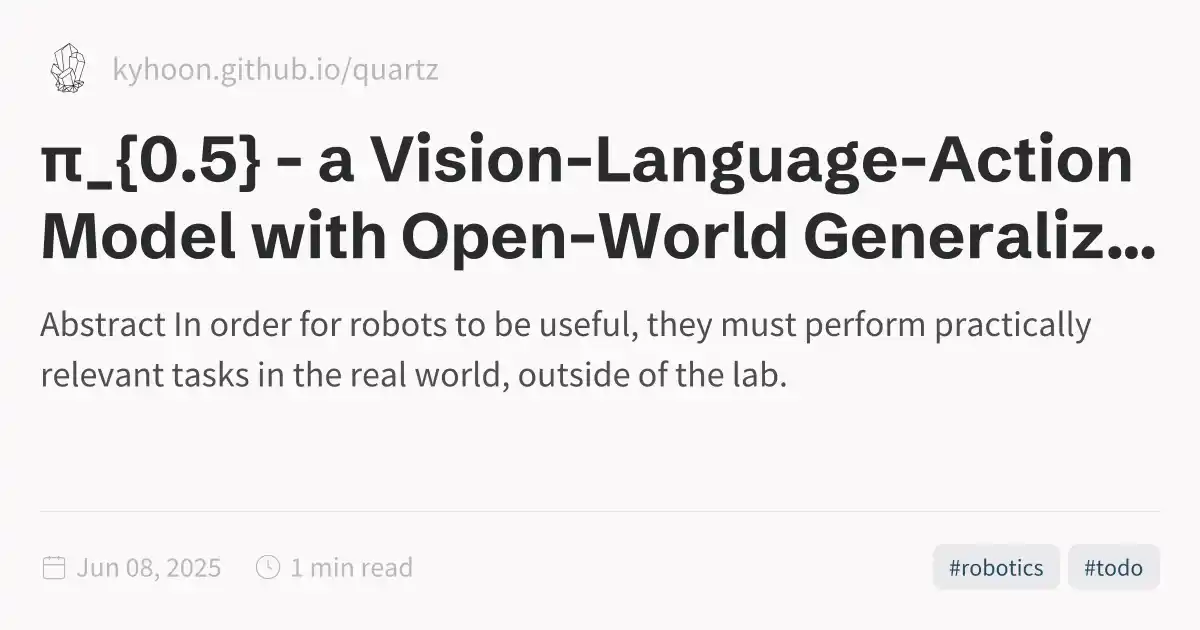 kyhoon.github.io/quartz
π_{0.5} - a Vision-Language-Action
Model with Open-World Generaliz...
Abstract In order for robots to be useful, they must perform practically
relevant tasks in the real world, outside of the lab.
Jun 08, 2025 1 min read #robotics #todo